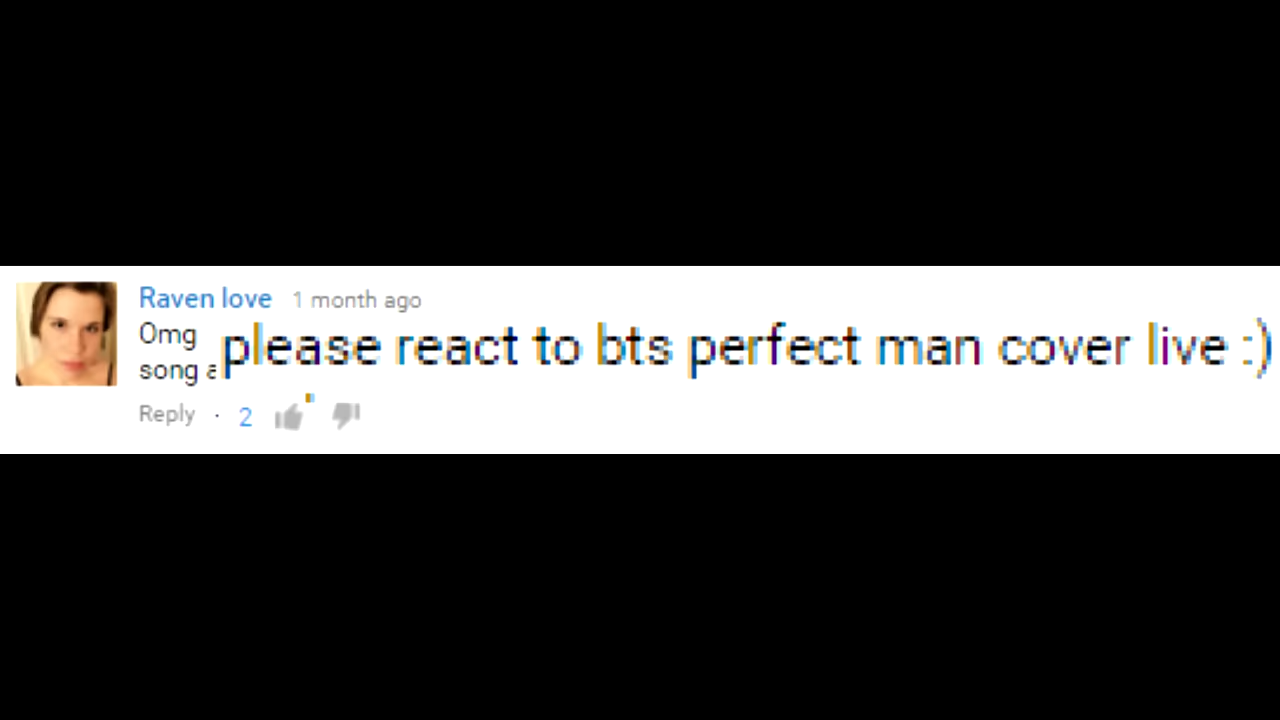 Raven love 1 month ago
Omg
please react to bts perfect man cover live :)
song a
Reply · 2